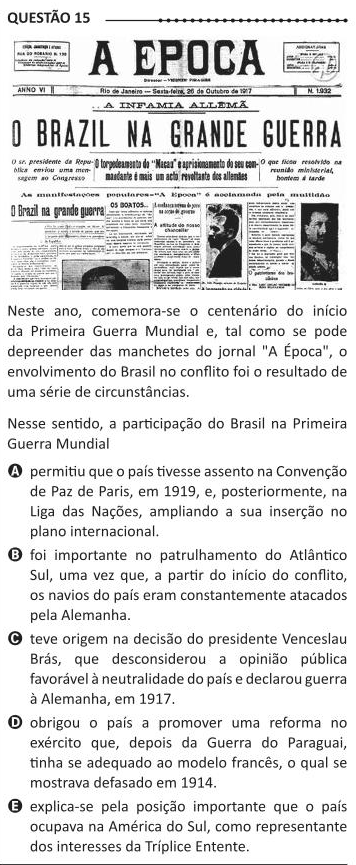 QUESTÃO 15
A EPOCA
ANNO VI
Rio de Janeiro — Sexta-feira, 26 de Outubro de 1917
N. 1.932
A INFAMIA ALLEMÃ
O BRAZIL NA GRANDE GUERRA
O sr. presidente da Republica enviou uma mensagem ao Congresso
O torpedeamento do "Macau" e aprisionamento do seu commandante é mais um acto revoltante dos allemães
O que ficou resolvido na reunião ministerial, hontem á tarde
As manifestações populares—"A Epoca" é acclamada pela multidão
O Brazil na grande guerra
OS BOATOS...
A attitude do nosso chanceller
Neste ano, comemora-se o centenário do início
da Primeira Guerra Mundial e, tal como se pode
depreender das manchetes do jornal "A Época", o
envolvimento do Brasil no conflito foi o resultado de
uma série de circunstâncias.
Nesse sentido, a participação do Brasil na Primeira
Guerra Mundial
A permitiu que o país tivesse assento na Convenção
de Paz de Paris, em 1919, e, posteriormente, na
Liga das Nações, ampliando a sua inserção no
plano internacional.
B foi importante no patrulhamento do Atlântico
Sul, uma vez que, a partir do início do conflito,
os navios do país eram constantemente atacados
pela Alemanha.
C teve origem na decisão do presidente Venceslau
Brás, que desconsiderou a opinião pública
favorável à neutralidade do país e declarou guerra
à Alemanha, em 1917.
D obrigou o país a promover uma reforma no
exército que, depois da Guerra do Paraguai,
tinha se adequado ao modelo francês, o qual se
mostrava defasado em 1914.
E explica-se pela posição importante que o país
ocupava na América do Sul, como representante
dos interesses da Tríplice Entente.